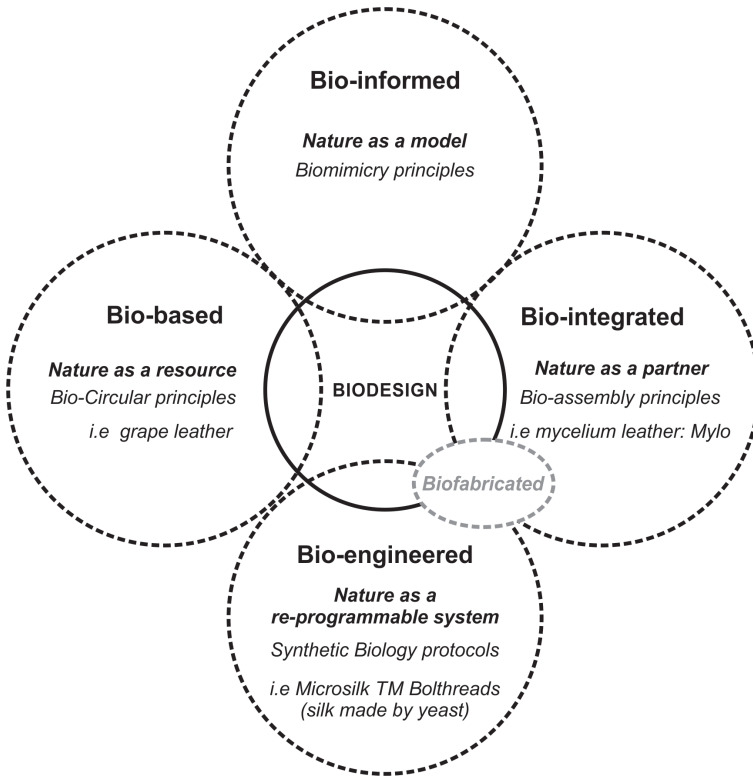 Bio-informed
Nature as a model
Biomimicry principles
Bio-based
Nature as a resource
Bio-Circular principles
i.e grape leather
BIODESIGN
Bio-integrated
Nature as a partner
Bio-assembly principles
i.e mycelium leather: Mylo
Biofabricated
Bio-engineered
Nature as a
re-programmable system
Synthetic Biology protocols
i.e Microsilk TM Bolthreads
(silk made by yeast)